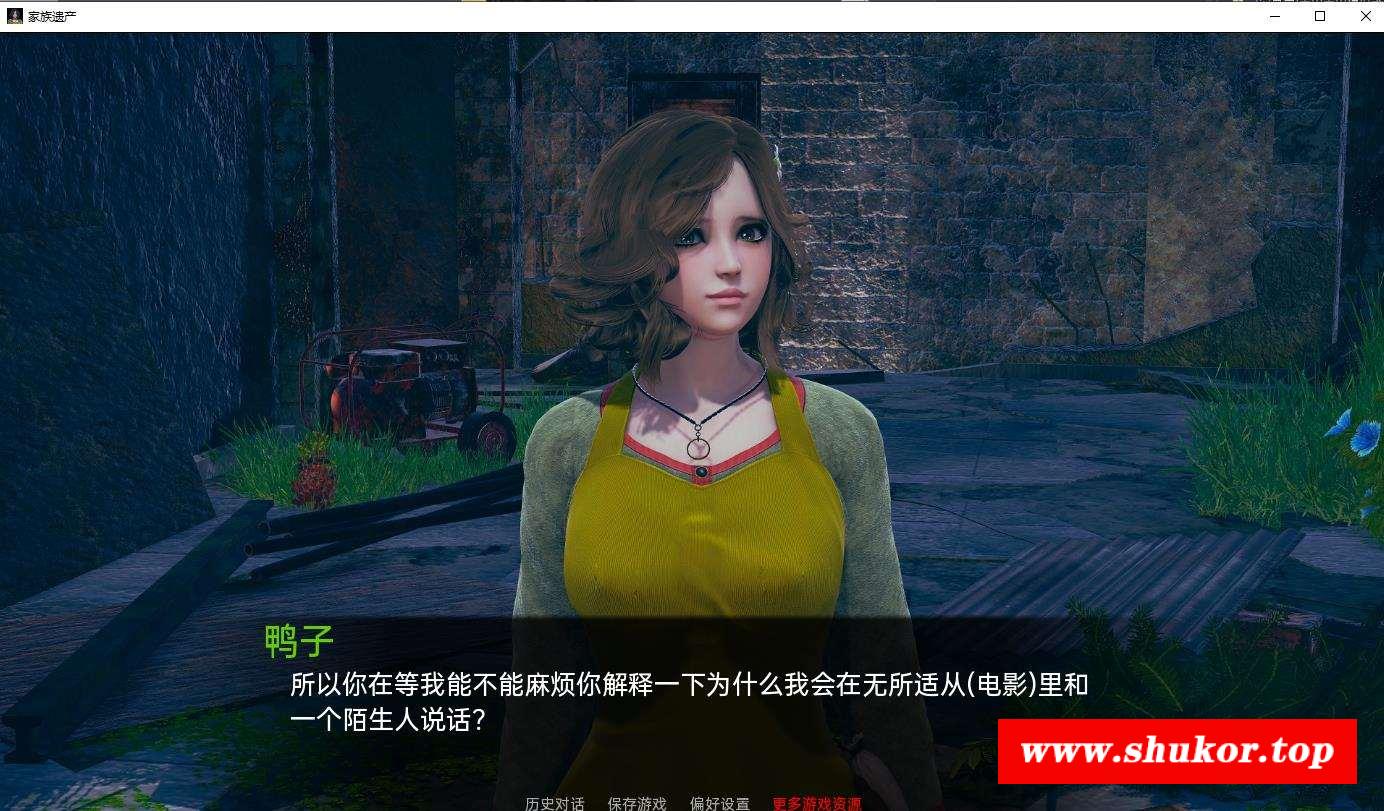 家族遗产
鸭子
所以你在等我能不能麻烦你解释一下为什么我会在无所适从(电影)里和
一个陌生人说话?
www.shukor.top
历史对话 保存游戏 偏好设置 更多游戏资源